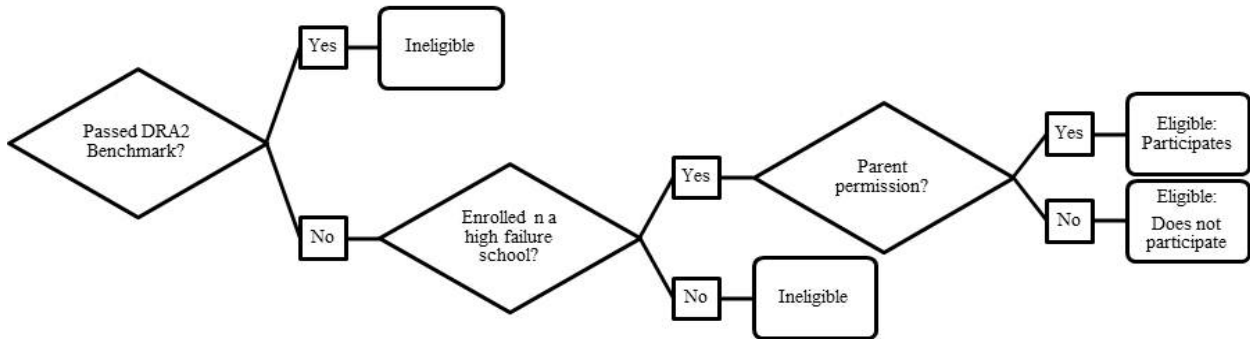 Passed DRA2
Benchmark?
Yes
Ineligible
No
Enrolled n a
high failure
school?
Yes
Parent
permission?
Yes
Eligible:
Participates
No
Eligible:
Does not
participate
No
Ineligible